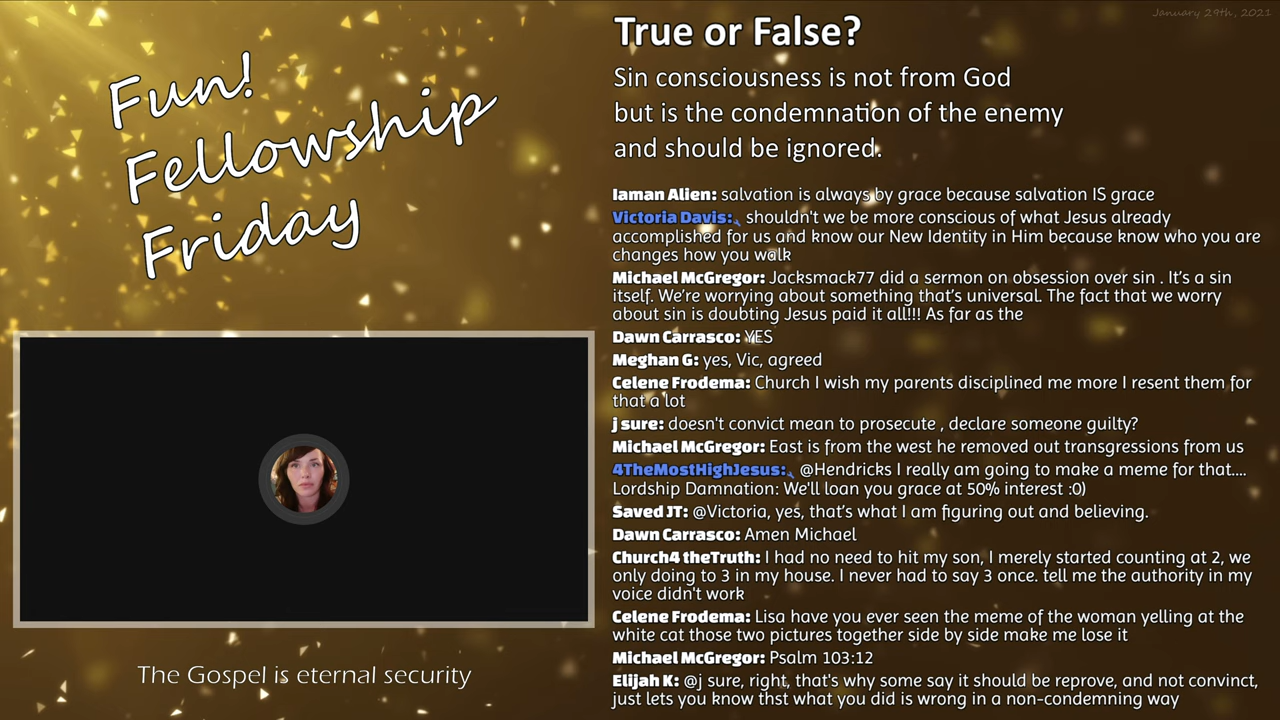 January 29th, 2021
Fun!
Fellowship
Friday
The Gospel is eternal security
True or False?
Sin consciousness is not from God
but is the condemnation of the enemy
and should be ignored.
Iaman Alien: salvation is always by grace because salvation IS grace
Victoria Davis: shouldn't we be more conscious of what Jesus already
accomplished for us and know our New Identity in Him because know who you are
changes how you walk
Michael McGregor: Jacksmack77 did a sermon on obsession over sin . It's a sin
itself. We're worrying about something that's universal. The fact that we worry
about sin is doubting Jesus paid it all!!! As far as the
Dawn Carrasco: YES
Meghan G: yes, Vic, agreed
Celene Frodema: Church I wish my parents disciplined me more I resent them for
that a lot
j sure: doesn't convict mean to prosecute , declare someone guilty?
Michael McGregor: East is from the west he removed out transgressions from us
4TheMostHighJesus: @Hendricks I really am going to make a meme for that....
Lordship Damnation: We'll loan you grace at 50% interest :0)
Saved JT: @Victoria, yes, that's what I am figuring out and believing.
Dawn Carrasco: Amen Michael
Church4 theTruth: I had no need to hit my son, I merely started counting at 2, we
only doing to 3 in my house. I never had to say 3 once. tell me the authority in my
voice didn't work
Celene Frodema: Lisa have you ever seen the meme of the woman yelling at the
white cat those two pictures together side by side make me lose it
Michael McGregor: Psalm 103:12
Elijah K: @j sure, right, that's why some say it should be reprove, and not convinct,
just lets you know thst what you did is wrong in a non-condemning way